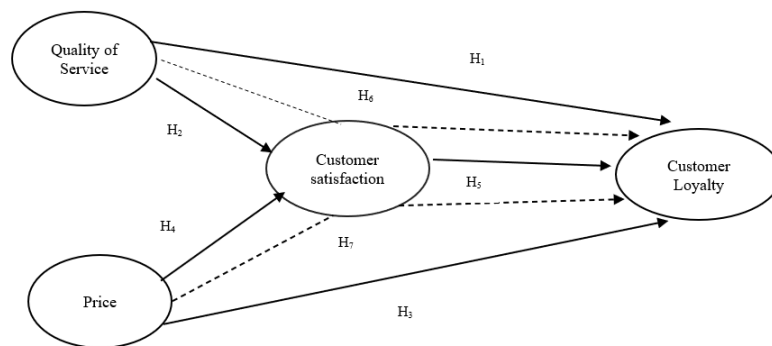 Quality of
Service
H1
H6
H2
Customer
satisfaction
Customer
Loyalty
H5
H4
H7
Price
H3